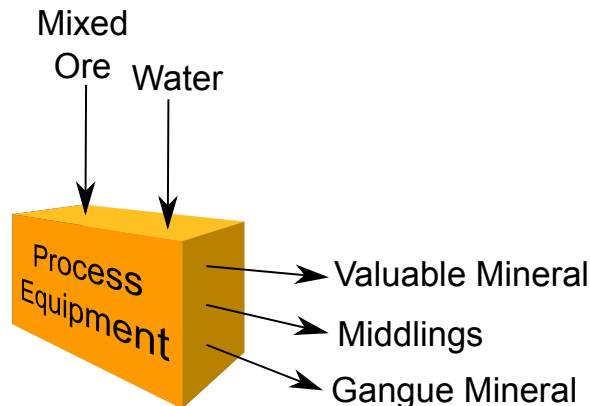 Mixed
Ore
Water
Process
Equipment
Valuable Mineral
Middlings
Gangue Mineral